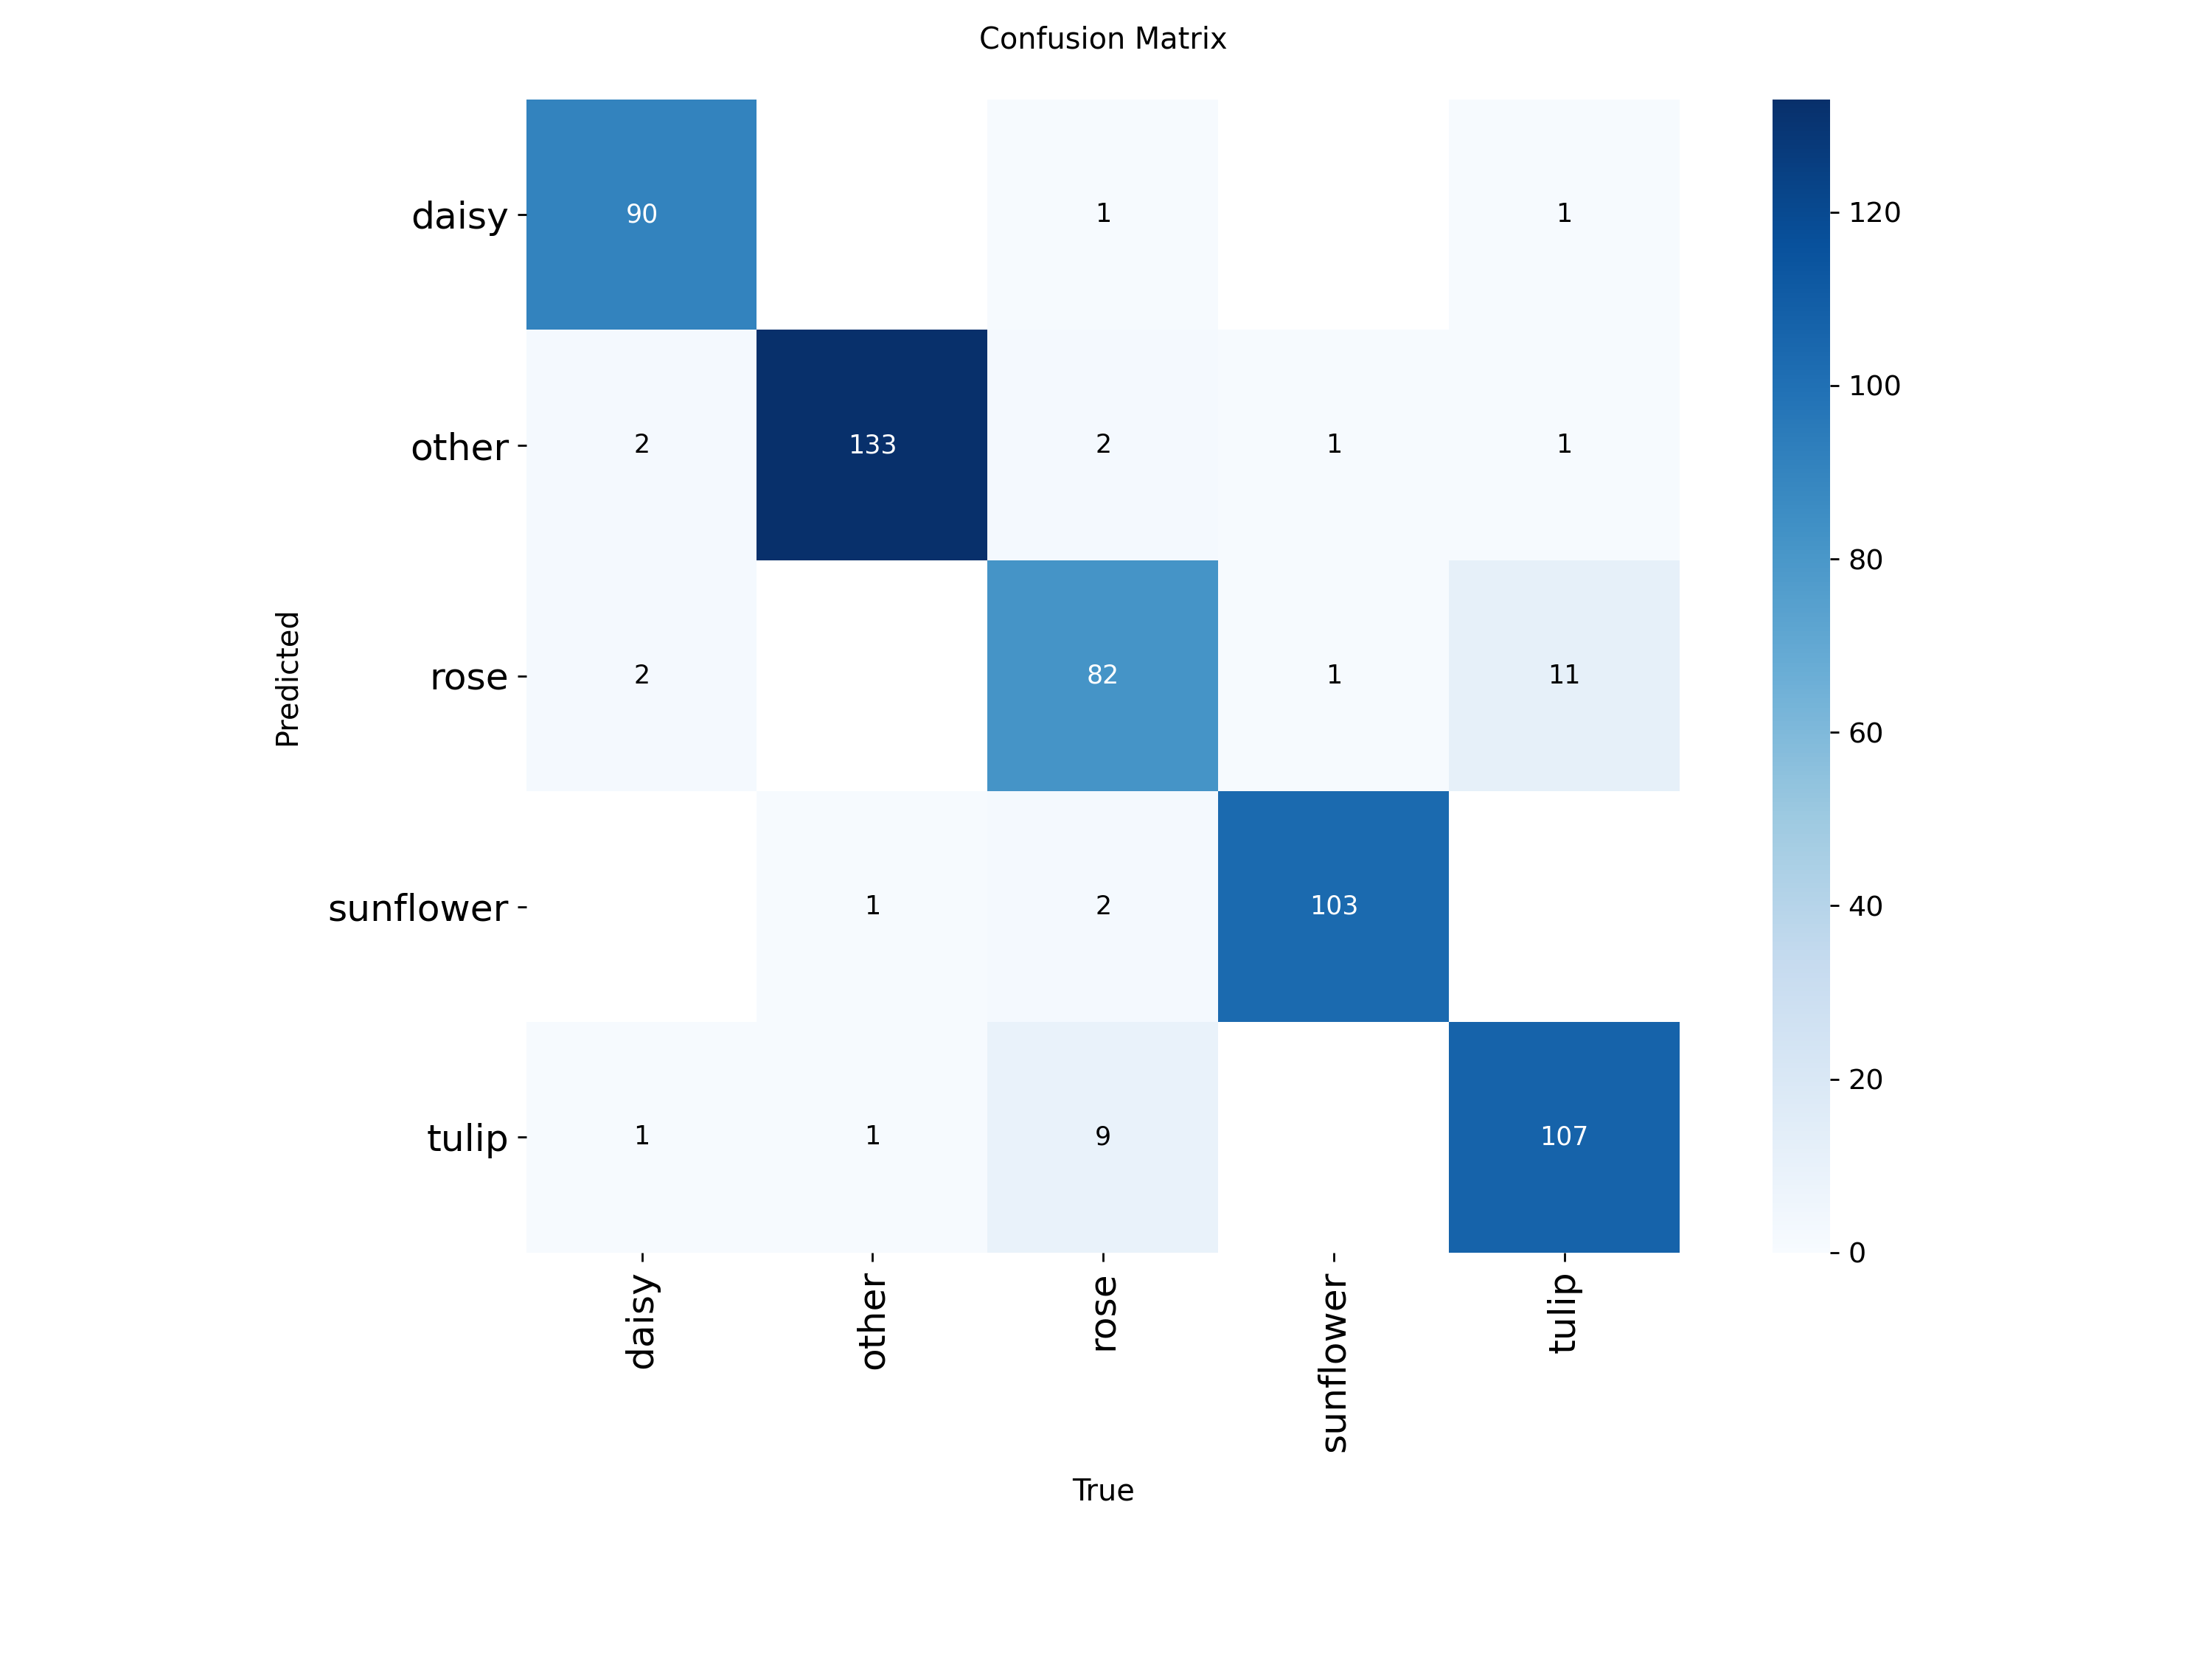 Confusion Matrix
daisy 90 1 1
other 2 133 2 1 1
rose 2 82 1 11
sunflower 1 2 103
tulip 1 1 9 107
Predicted
daisy other rose sunflower tulip
True
120
100
80
60
40
20
0